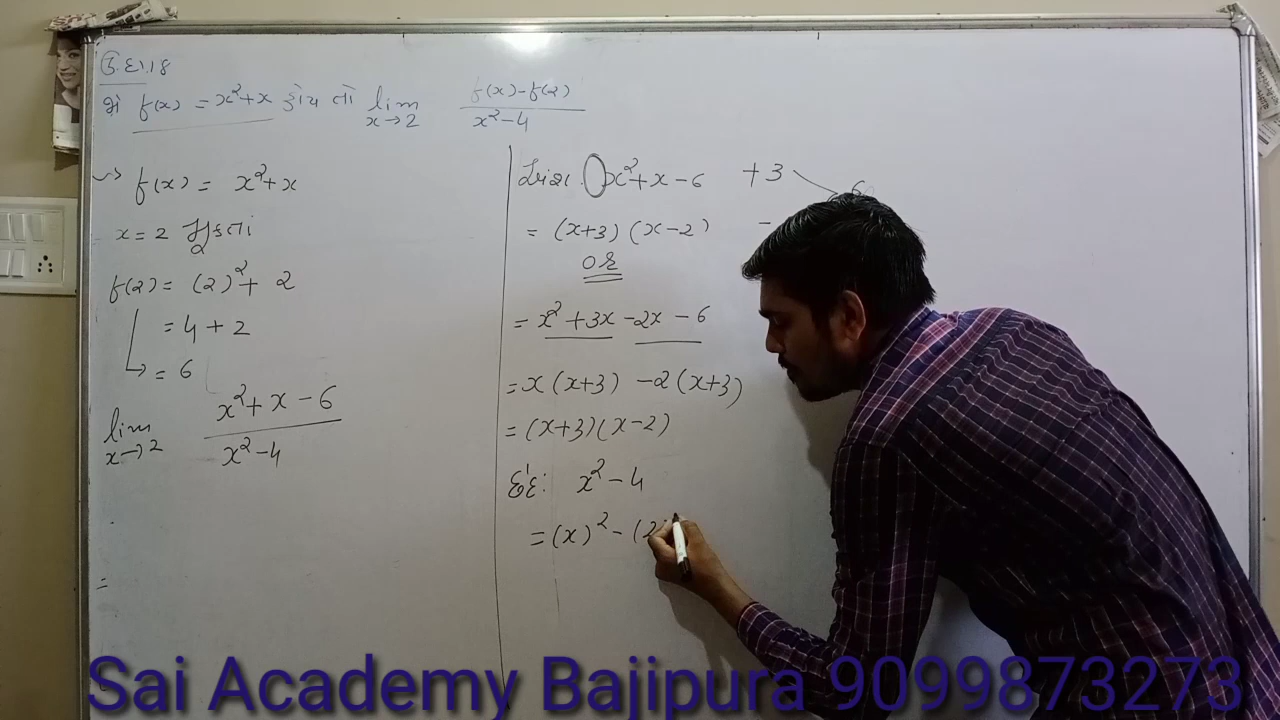 ઉ.દા.18
જો f(x) = x²+x હોય તો lim x→2 f(x)-f(2) / x²-4
→ f(x) = x²+x
x = 2 મુકતાં
f(2) = (2)² + 2
= 4 + 2
→ = 6
lim x→2 x²+x-6 / x²-4
=
અંશ: x²+x-6 +3 6
= (x+3)(x-2) -
OR
= x²+3x-2x-6
= x(x+3) -2(x+3)
= (x+3)(x-2)
છેદ: x²-4
= (x)²-(2)
Sai Academy Bajipura 9099873273